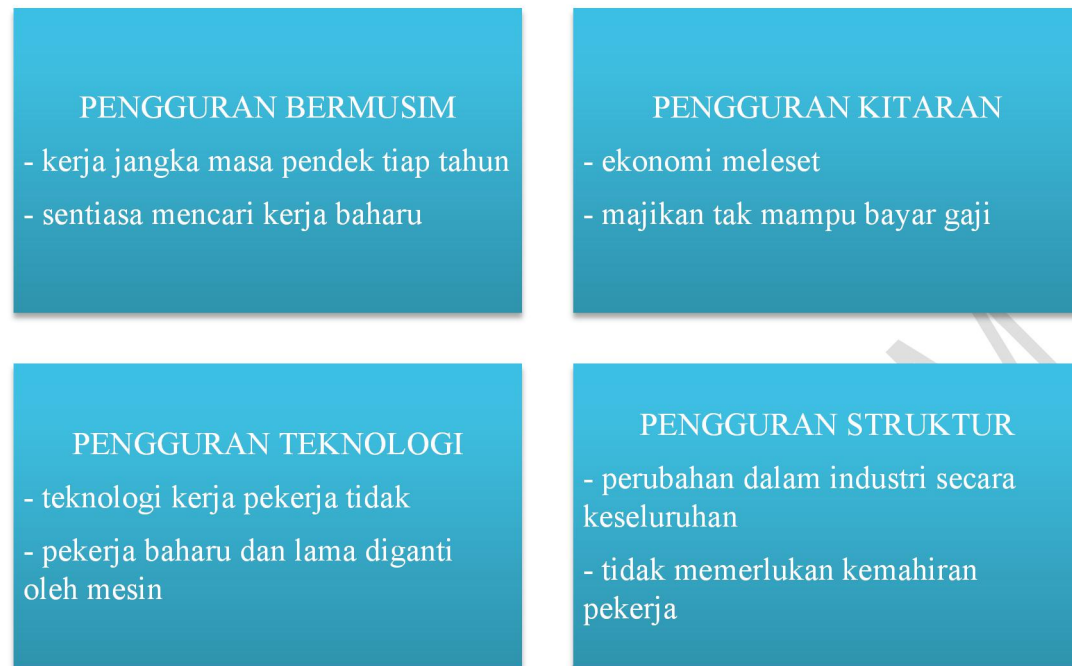 PENGGURAN BERMUSIM
- kerja jangka masa pendek tiap tahun
- sentiasa mencari kerja baharu
PENGGURAN KITARAN
- ekonomi meleset
- majikan tak mampu bayar gaji
PENGGURAN TEKNOLOGI
- teknologi kerja pekerja tidak
- pekerja baharu dan lama diganti
oleh mesin
PENGGURAN STRUKTUR
- perubahan dalam industri secara
keseluruhan
- tidak memerlukan kemahiran
pekerja